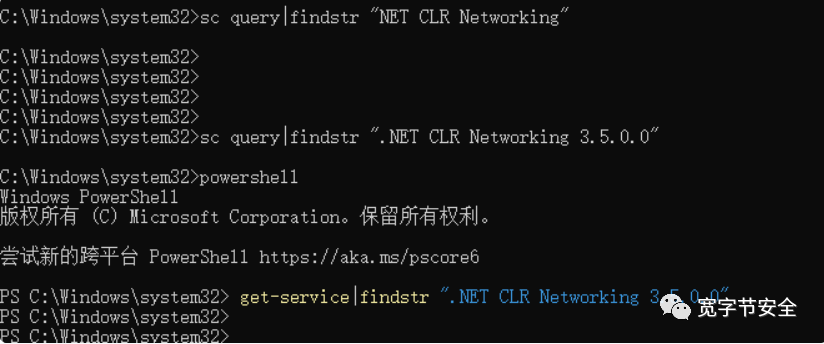 C:\Windows\system32>sc query|findstr "NET CLR Networking"
C:\Windows\system32>
C:\Windows\system32>
C:\Windows\system32>
C:\Windows\system32>
C:\Windows\system32>sc query|findstr ".NET CLR Networking 3.5.0.0"
C:\Windows\system32>powershell
Windows PowerShell
版权所有 (C) Microsoft Corporation。保留所有权利。
尝试新的跨平台 PowerShell https://aka.ms/pscore6
PS C:\Windows\system32> get-service|findstr ".NET CLR Networking 3.5.0.0"
PS C:\Windows\system32>
PS C:\Windows\system32>
宽字节安全